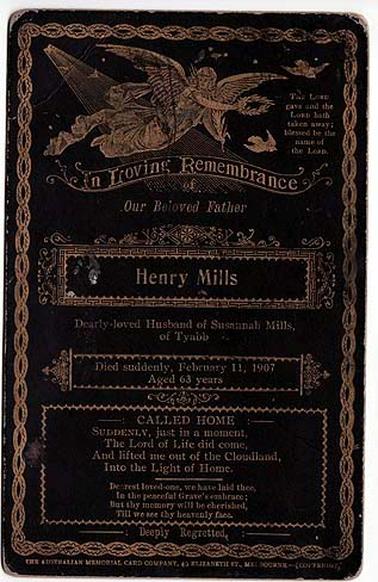 The LORD
gave and the
LORD hath
taken away;
blessed be the
name of
the LORD.
In Loving Remembrance
of
Our Beloved Father
Henry Mills
Dearly-loved Husband of Susannah Mills,
of Tyabb
Died suddenly, February 11, 1907
Aged 63 years
CALLED HOME
SUDDENLY, just in a moment,
The Lord of Life did come,
And lifted me out of the Cloudland,
Into the Light of Home.
Dearest loved-one, we have laid thee,
In the peaceful Grave's embrace;
But thy memory will be cherished,
Till we see thy heavenly face.
Deeply Regretted.
THE AUSTRALIAN MEMORIAL CARD COMPANY, 43 ELIZABETH ST, MELBOURNE—[COPYRIGHT]